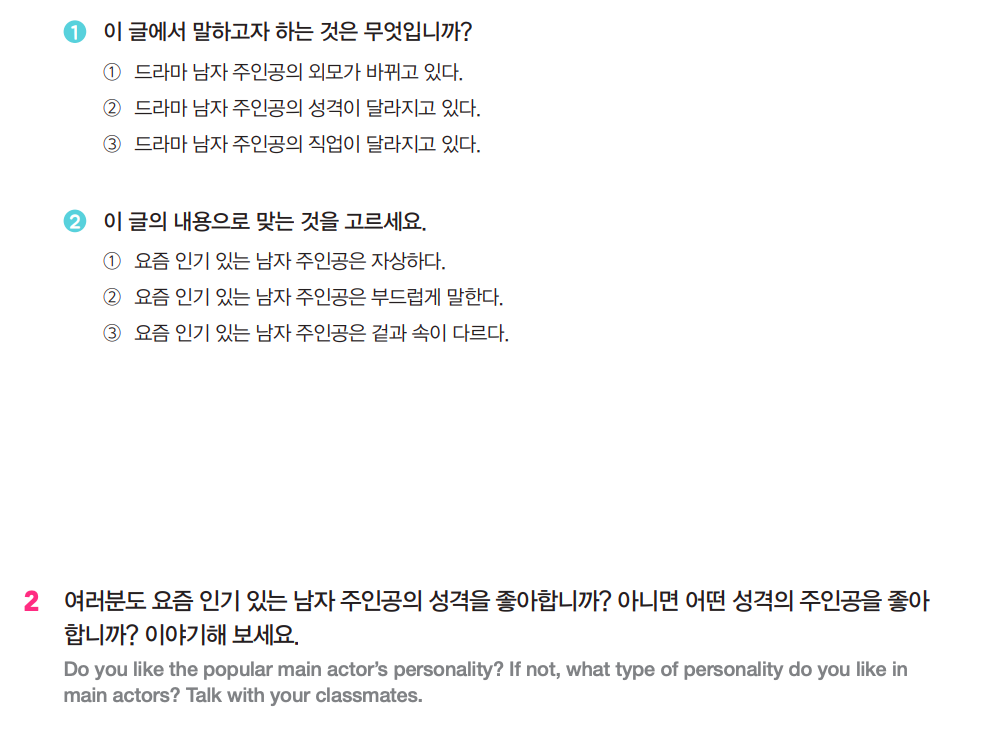 1 이 글에서 말하고자 하는 것은 무엇입니까?
① 드라마 남자 주인공의 외모가 바뀌고 있다.
② 드라마 남자 주인공의 성격이 달라지고 있다.
③ 드라마 남자 주인공의 직업이 달라지고 있다.
2 이 글의 내용으로 맞는 것을 고르세요.
① 요즘 인기 있는 남자 주인공은 자상하다.
② 요즘 인기 있는 남자 주인공은 부드럽게 말한다.
③ 요즘 인기 있는 남자 주인공은 겉과 속이 다르다.
2 여러분도 요즘 인기 있는 남자 주인공의 성격을 좋아합니까? 아니면 어떤 성격의 주인공을 좋아
합니까? 이야기해 보세요.
Do you like the popular main actor's personality? If not, what type of personality do you like in
main actors? Talk with your classmates.